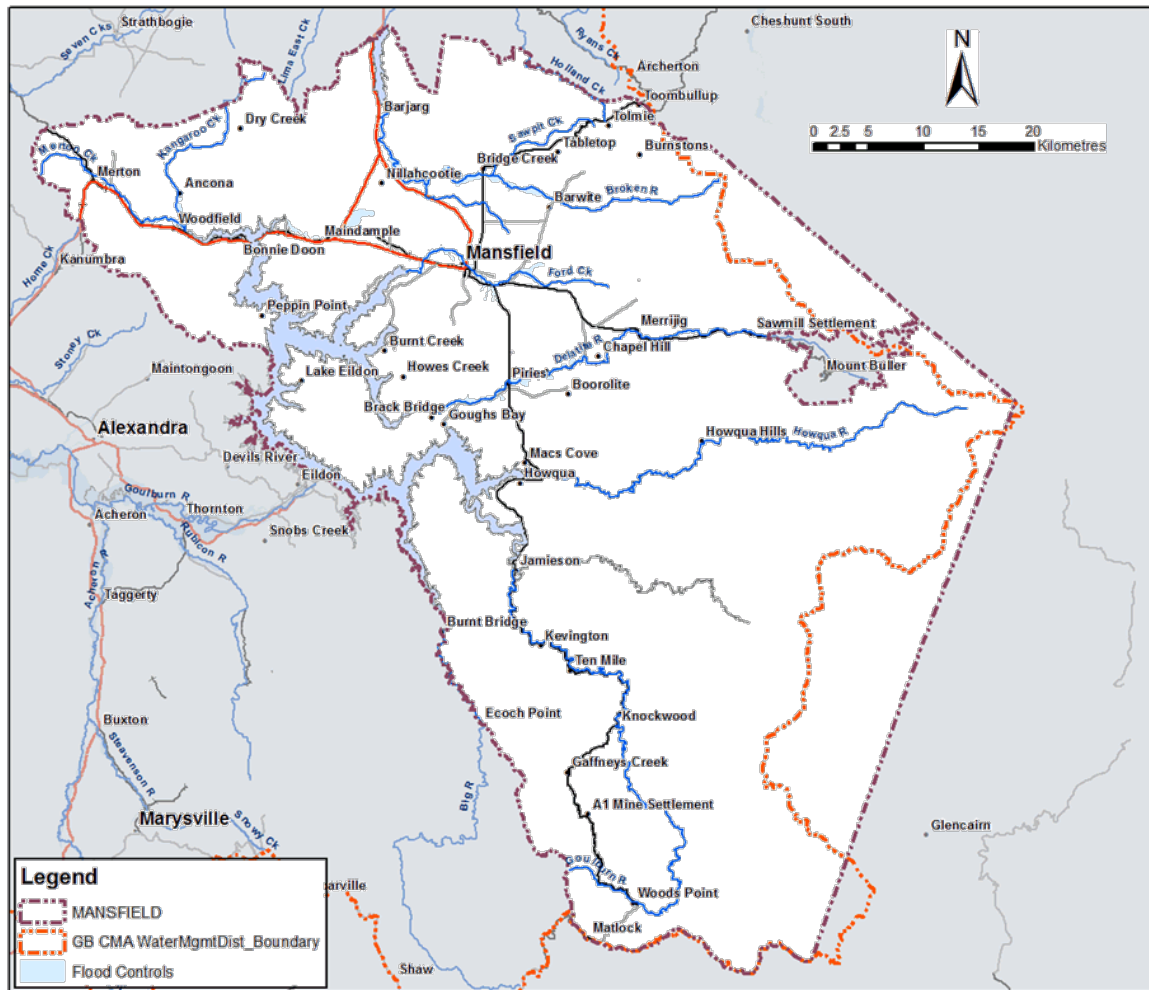 Strathbogie
Cheshunt South
Seven Cks
Lima East Ck
Ryans Ck
Archerton
Holland Ck
Toombullup
N
Barjarg
Dry Creek
Kangaroo Ck
Sawpit Ck
Tolmie
0 2.5 5 10 15 20
Kilometres
Merton Ck
Merton
Bridge Creek
Tabletop
Burnstons
Ancona
Nillahcootie
Barwite
Broken R
Woodfield
Maindample
Bonnie Doon
Mansfield
Home Ck
Kanumbra
Ford Ck
Peppin Point
Merrijig
Sawmill Settlement
Stoney Ck
Burnt Creek
Delatite R
Chapel Hill
Mount Buller
Maintongoon
Lake Eildon
Howes Creek
Piries
Boorolite
Brack Bridge
Goughs Bay
Alexandra
Howqua Hills
Howqua R
Devils River
Macs Cove
Eildon
Howqua
Goulburn R
Thornton
Acheron
Snobs Creek
Rubicon R
Jamieson
Acheron R
Taggerty
Burnt Bridge
Kevington
Ten Mile
Buxton
Ecoch Point
Knockwood
Steavenson R
Gaffneys Creek
Big R
A1 Mine Settlement
Marysville
Snowy Ck
Glencairn
Goulburn R
Woods Point
Matlock
Shaw
Legend
MANSFIELD
GB CMA WaterMgmtDist_Boundary
Flood Controls